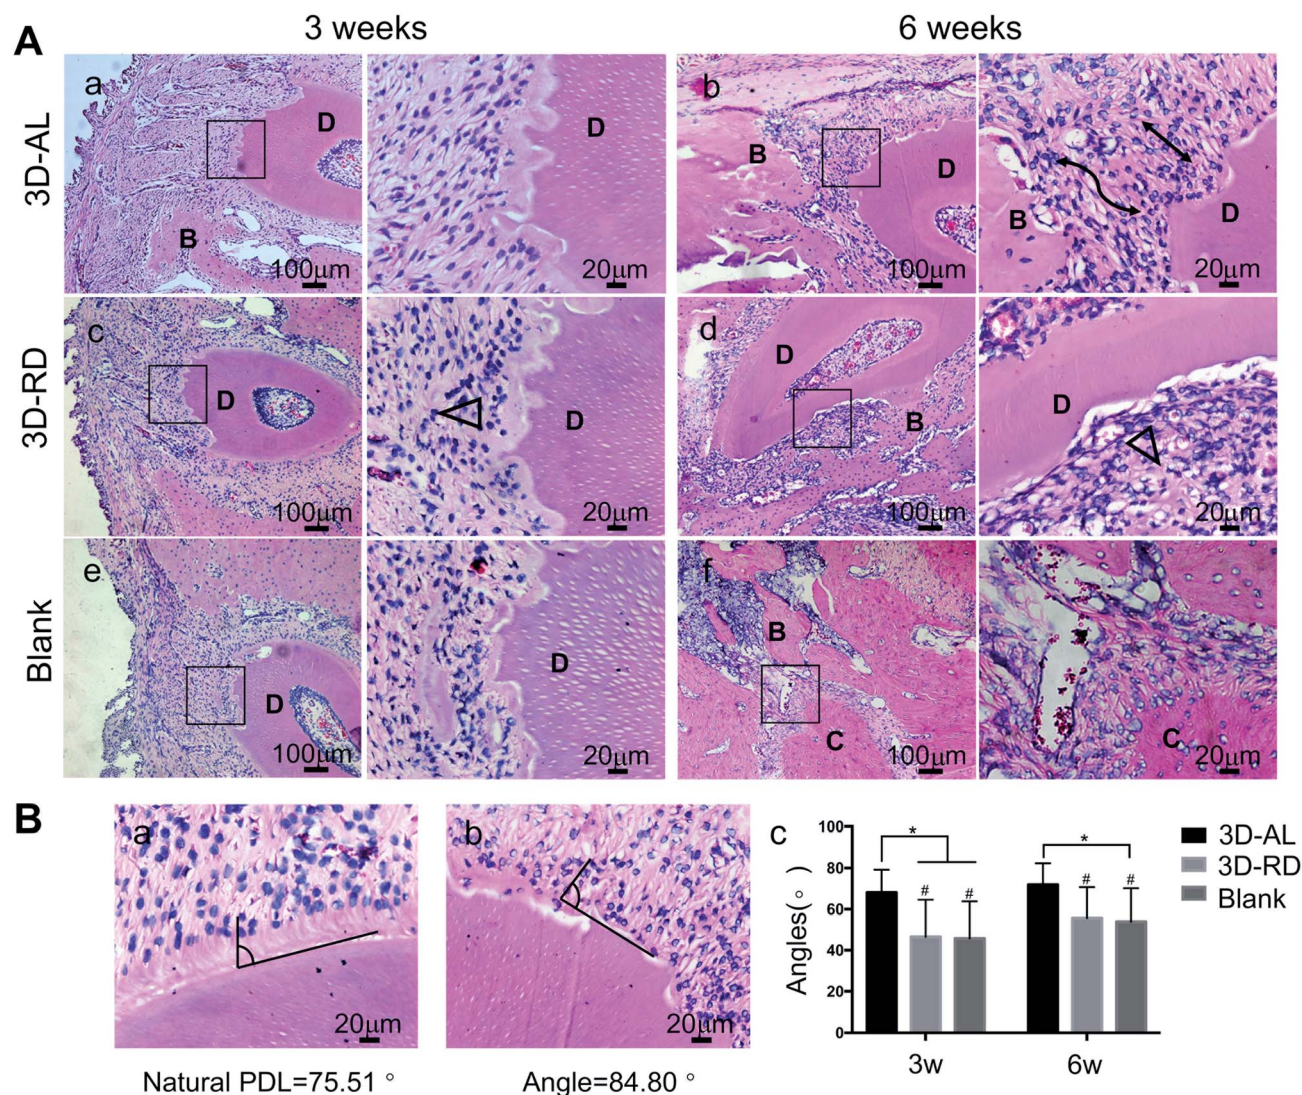 A
3 weeks
6 weeks
3D-AL
a
D
B
100μm
D
20μm
b
B
D
100μm
B
D
20μm
3D-RD
c
D
100μm
D
20μm
d
D
B
100μm
D
20μm
Blank
e
D
100μm
D
20μm
f
B
C
100μm
C
20μm
B
a
20μm
Natural PDL=75.51 °
b
20μm
Angle=84.80 °
c
Angles(°)
100
80
60
40
20
0
*
#
#
*
#
#
3w
6w
3D-AL
3D-RD
Blank